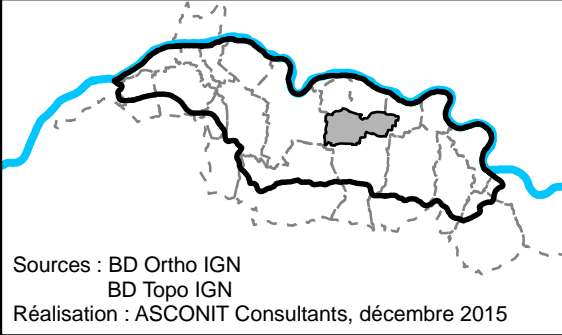 Sources : BD Ortho IGN
BD Topo IGN
Réalisation : ASCONIT Consultants, décembre 2015